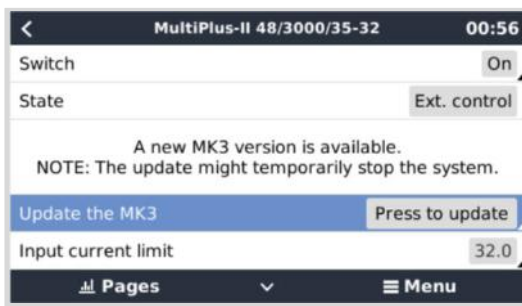 MultiPlus-II 48/3000/35-32 00:56
Switch On
State Ext. control
A new MK3 version is available.
NOTE: The update might temporarily stop the system.
Update the MK3 Press to update
Input current limit 32.0
Pages Menu